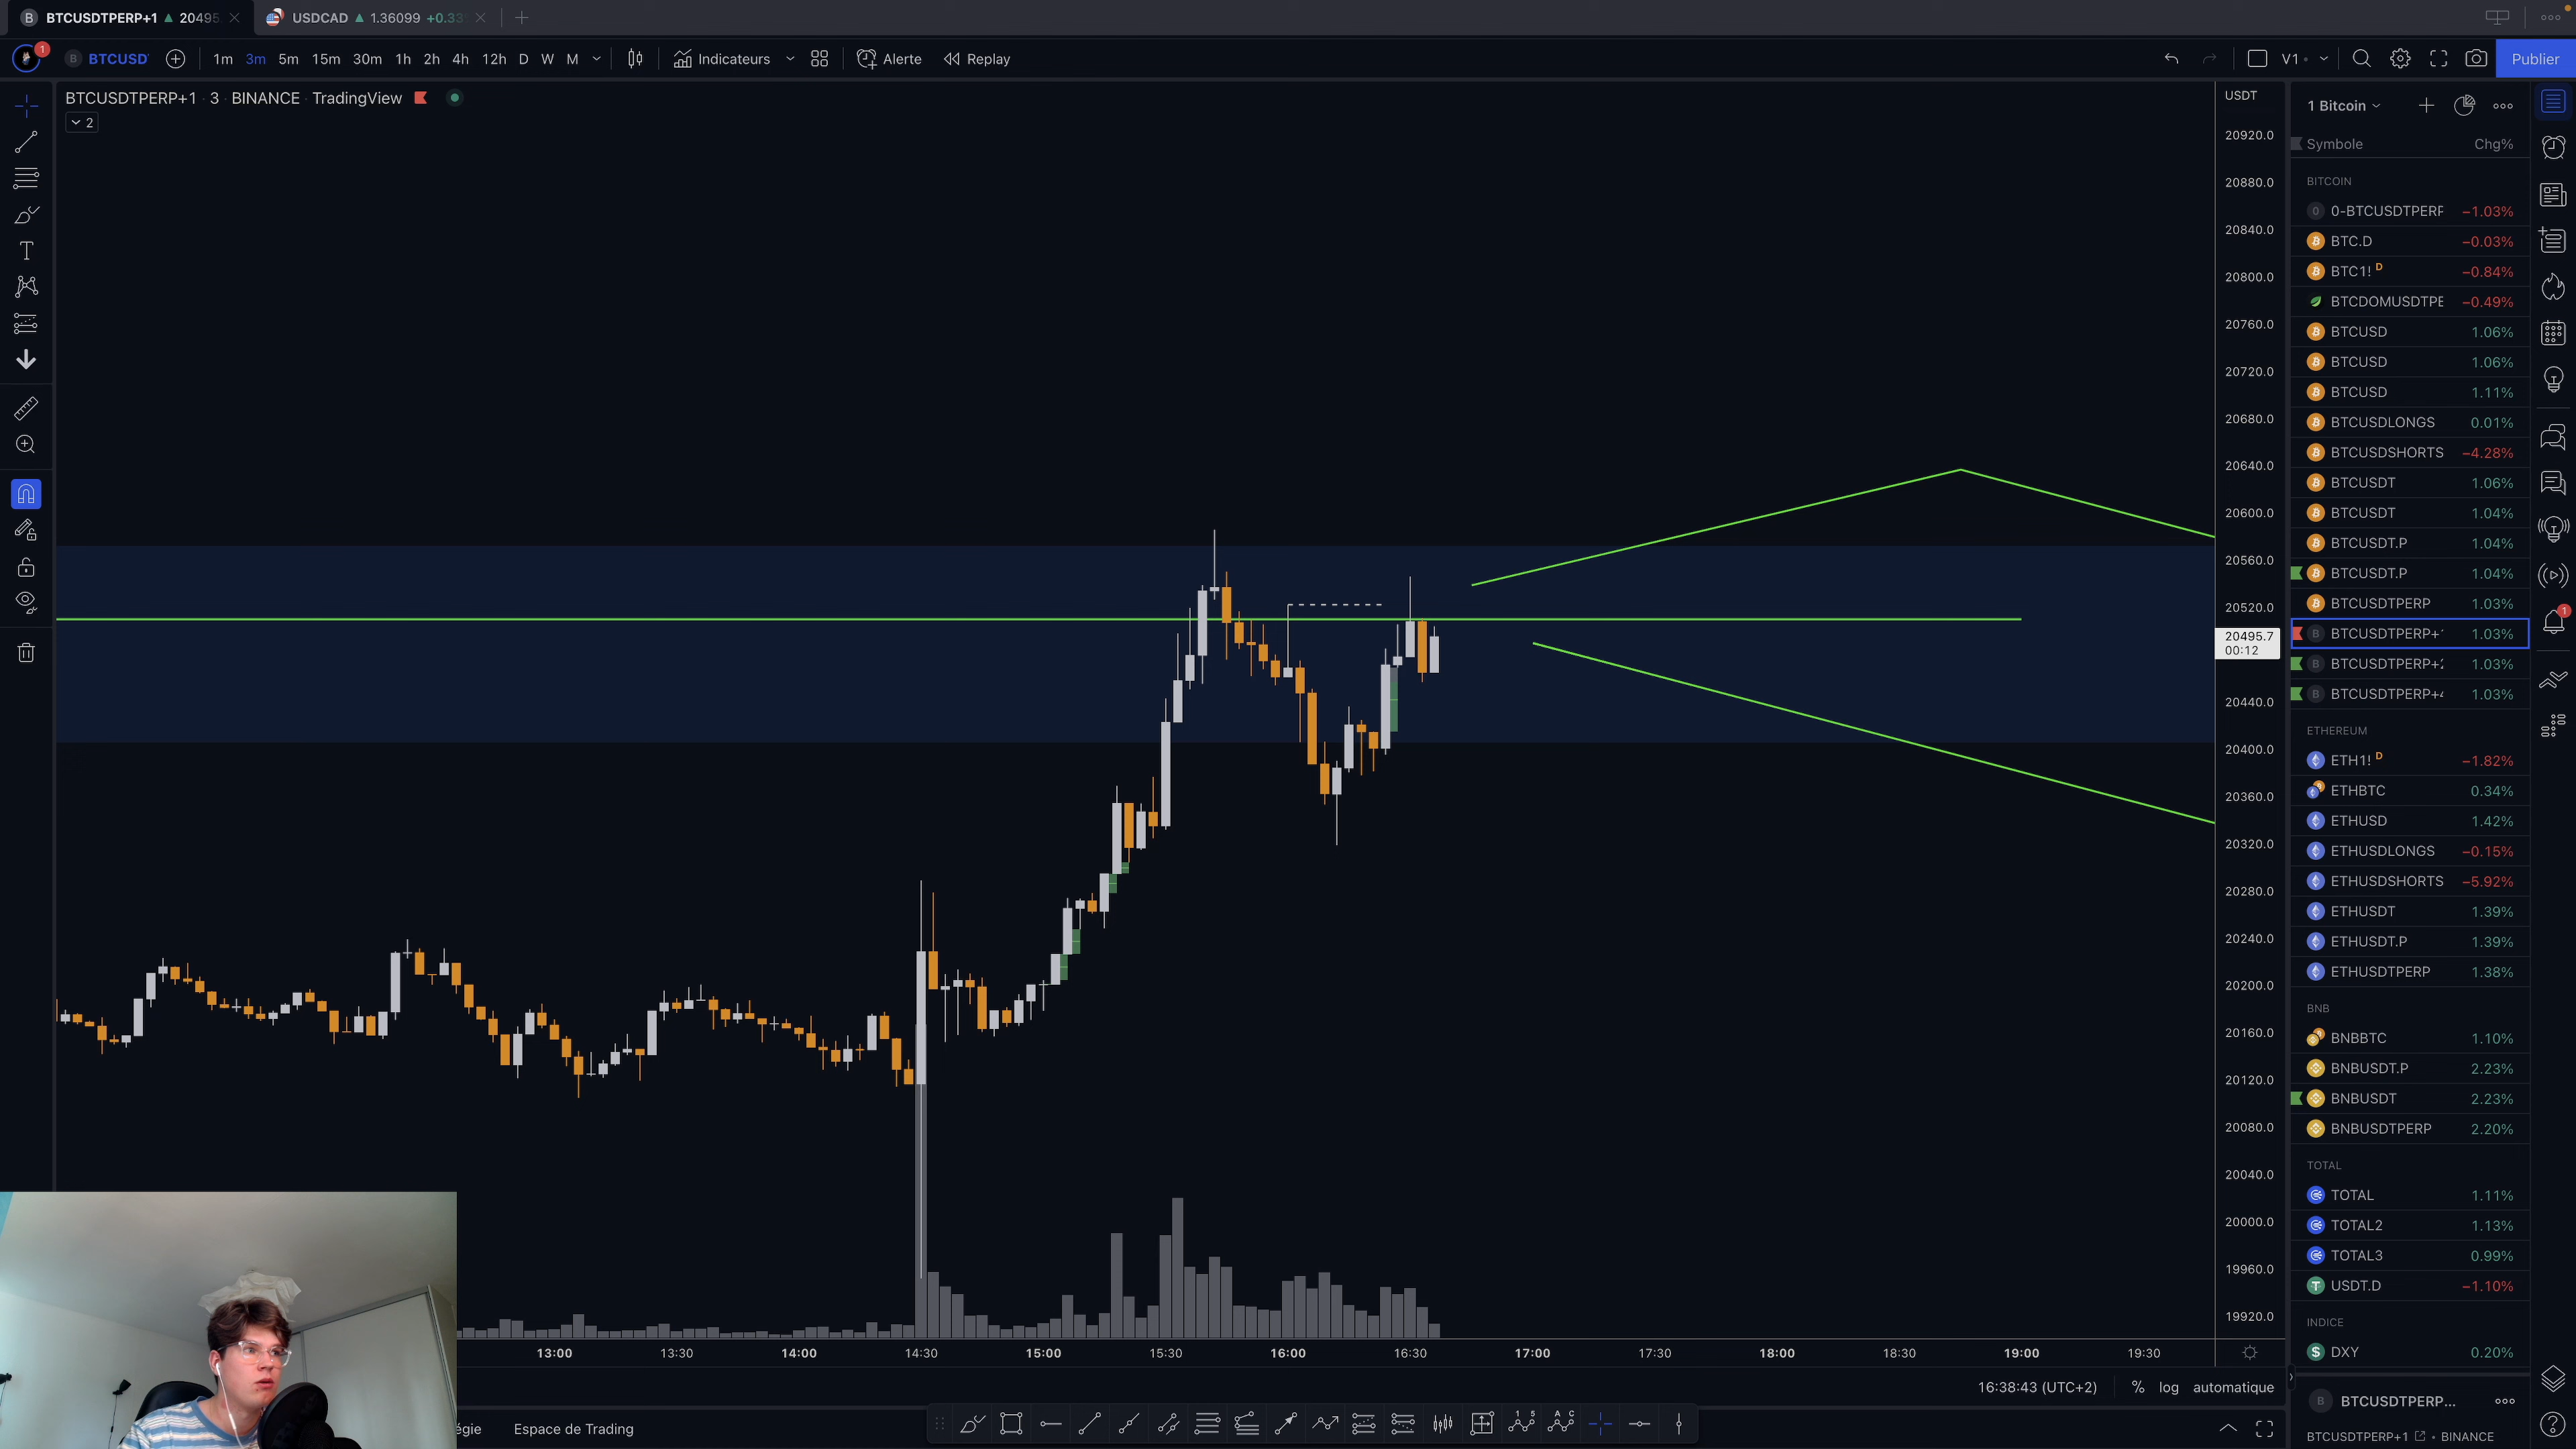 BTCUSDTPERP+1 ▲ 20495
USDCAD ▲ 1.36099 +0.33
1
BTCUSD
1m 3m 5m 15m 30m 1h 2h 4h 12h D W M
Indicateurs
Alerte
Replay
V1
Publier
BTCUSDTPERP+1 · 3 · BINANCE · TradingView
2
USDT
20920.0
20880.0
20840.0
20800.0
20760.0
20720.0
20680.0
20640.0
20600.0
20560.0
20520.0
20495.7
00:12
20440.0
20400.0
20360.0
20320.0
20280.0
20240.0
20200.0
20160.0
20120.0
20080.0
20040.0
20000.0
19960.0
19920.0
13:00 13:30 14:00 14:30 15:00 15:30 16:00 16:30 17:00 17:30 18:00 18:30 19:00 19:30
16:38:43 (UTC+2) % log automatique
égie Espace de Trading
1 Bitcoin
Symbole Chg%
BITCOIN
0-BTCUSDTPERP −1.03%
BTC.D −0.03%
BTC1! D −0.84%
BTCDOMUSDTPE −0.49%
BTCUSD 1.06%
BTCUSD 1.06%
BTCUSD 1.11%
BTCUSDLONGS 0.01%
BTCUSDSHORTS −4.28%
BTCUSDT 1.06%
BTCUSDT 1.04%
BTCUSDT.P 1.04%
BTCUSDT.P 1.04%
BTCUSDTPERP 1.03%
BTCUSDTPERP+1 1.03%
BTCUSDTPERP+2 1.03%
BTCUSDTPERP+4 1.03%
ETHEREUM
ETH1! D −1.82%
ETHBTC 0.34%
ETHUSD 1.42%
ETHUSDLONGS −0.15%
ETHUSDSHORTS −5.92%
ETHUSDT 1.39%
ETHUSDT.P 1.39%
ETHUSDTPERP 1.38%
BNB
BNBBTC 1.10%
BNBUSDT.P 2.23%
BNBUSDT 2.23%
BNBUSDTPERP 2.20%
TOTAL
TOTAL 1.11%
TOTAL2 1.13%
TOTAL3 0.99%
USDT.D −1.10%
INDICE
DXY 0.20%
BTCUSDTPERP...
BTCUSDTPERP+1 • BINANCE
1